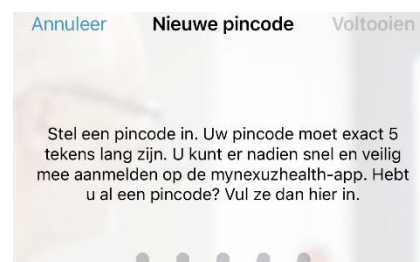 Annuleer Nieuwe pincode Voltooien
Stel een pincode in. Uw pincode moet exact 5
tekens lang zijn. U kunt er nadien snel en veilig
mee aanmelden op de mynexuzhealth-app. Hebt
u al een pincode? Vul ze dan hier in.